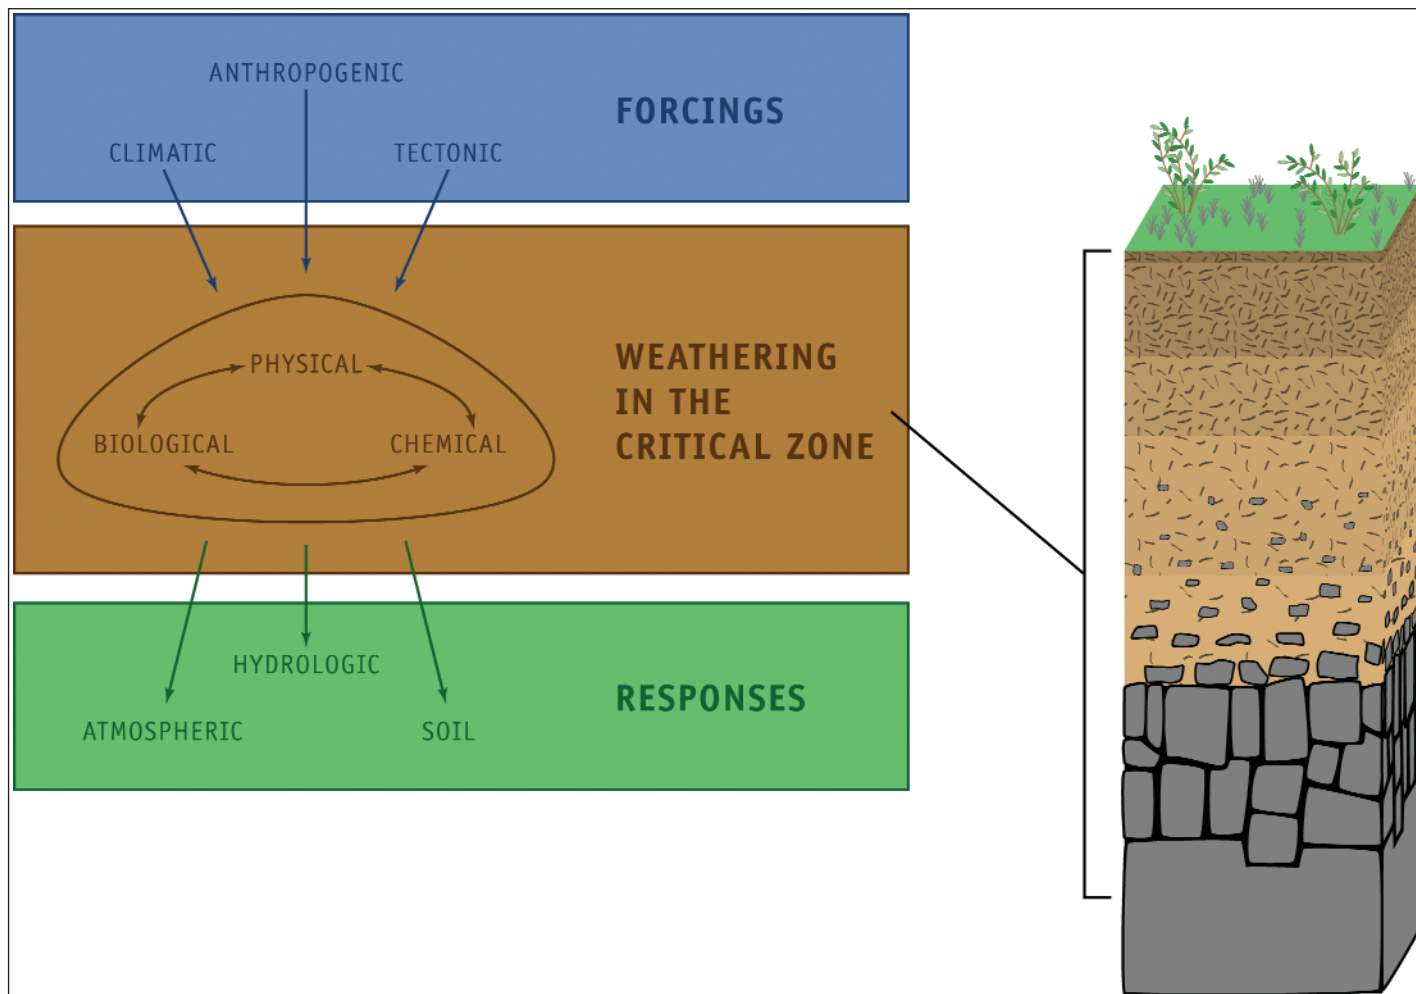 ANTHROPOGENIC
FORCINGS
CLIMATIC
TECTONIC
PHYSICAL
WEATHERING
IN THE
CRITICAL ZONE
BIOLOGICAL
CHEMICAL
HYDROLOGIC
RESPONSES
ATMOSPHERIC
SOIL